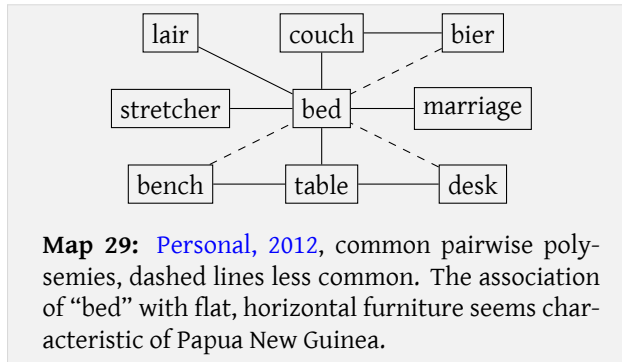 lair couch bier
stretcher bed marriage
bench table desk
Map 29: Personal, 2012, common pairwise poly-
semies, dashed lines less common. The association
of “bed” with flat, horizontal furniture seems char-
acteristic of Papua New Guinea.